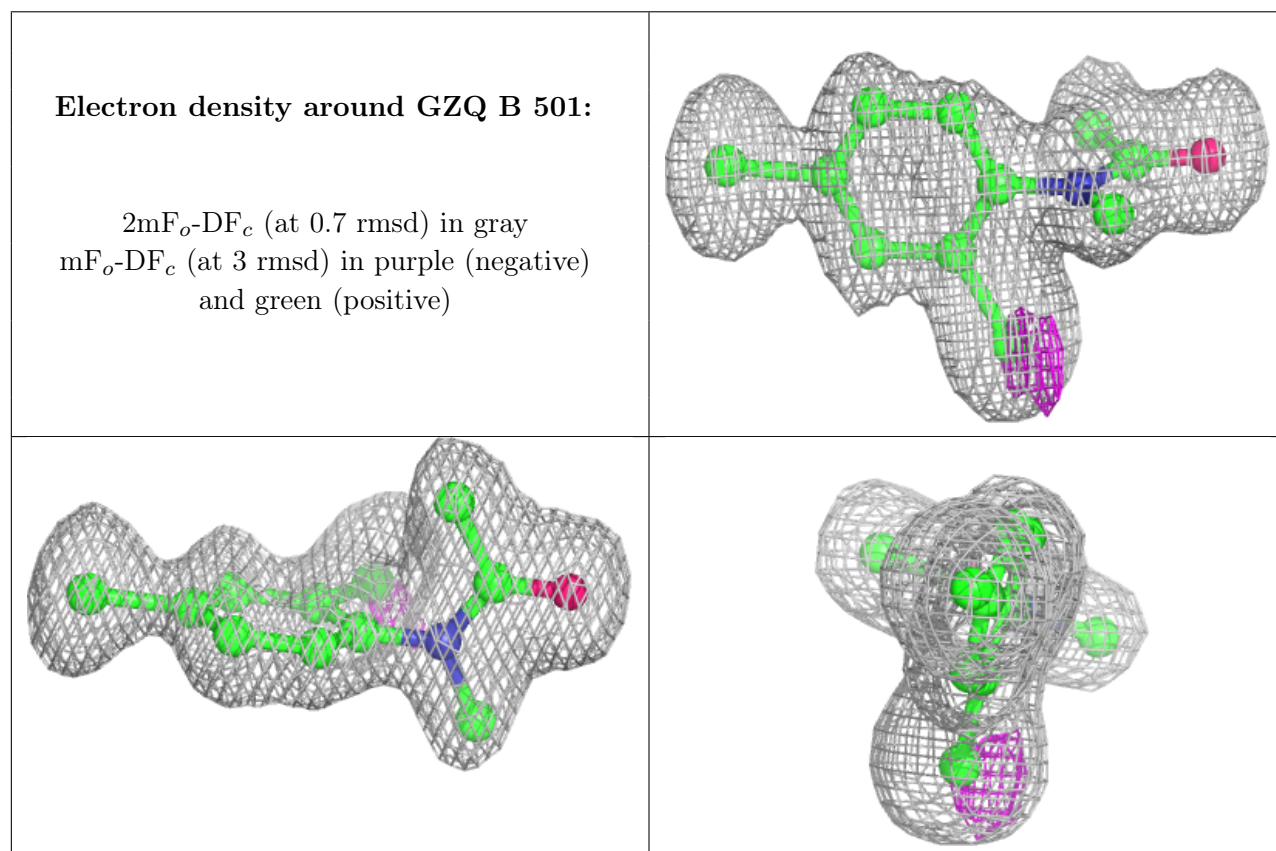 Electron density around GZQ B 501:
2mFo-DFc (at 0.7 rmsd) in gray
mFo-DFc (at 3 rmsd) in purple (negative)
and green (positive)